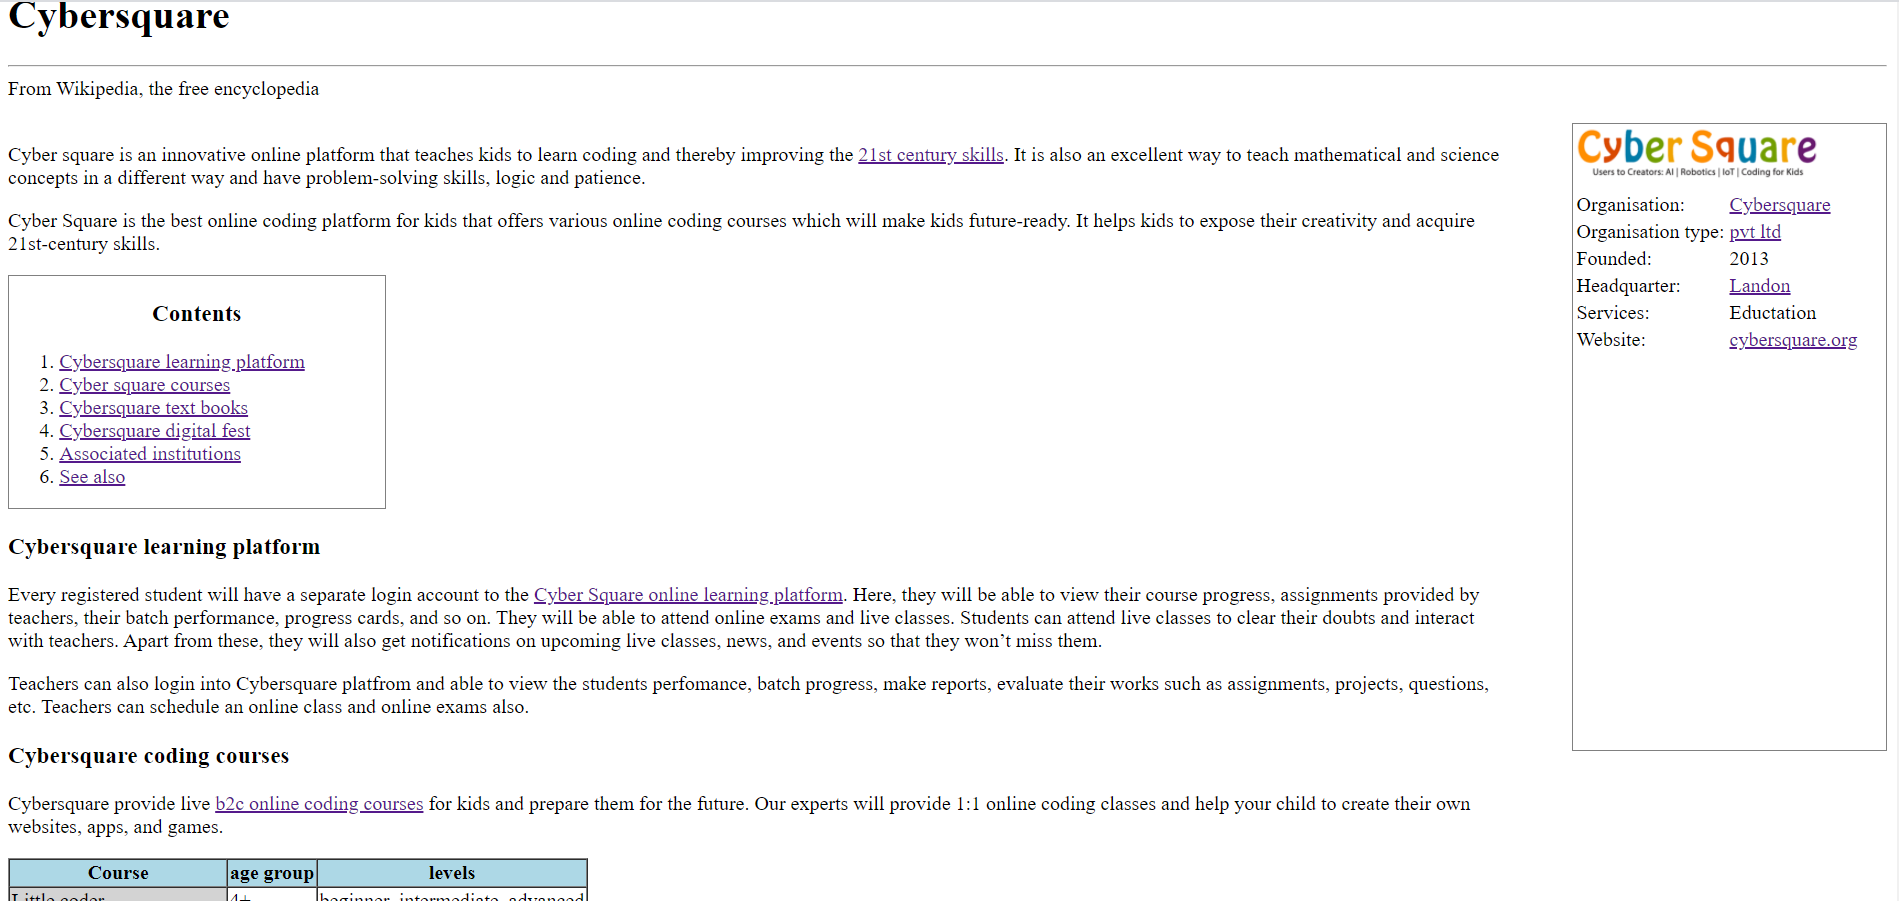 Cybersquare
From Wikipedia, the free encyclopedia
Cyber square is an innovative online platform that teaches kids to learn coding and thereby improving the 21st century skills. It is also an excellent way to teach mathematical and science
concepts in a different way and have problem-solving skills, logic and patience.
Cyber Square is the best online coding platform for kids that offers various online coding courses which will make kids future-ready. It helps kids to expose their creativity and acquire
21st-century skills.
Cyber Square
Users to Creators: AI | Robotics | IoT | Coding for Kids
Organisation: Cybersquare
Organisation type: pvt ltd
Founded: 2013
Headquarter: Landon
Services: Eductation
Website: cybersquare.org
Contents
1. Cybersquare learning platform
2. Cyber square courses
3. Cybersquare text books
4. Cybersquare digital fest
5. Associated institutions
6. See also
Cybersquare learning platform
Every registered student will have a separate login account to the Cyber Square online learning platform. Here, they will be able to view their course progress, assignments provided by
teachers, their batch performance, progress cards, and so on. They will be able to attend online exams and live classes. Students can attend live classes to clear their doubts and interact
with teachers. Apart from these, they will also get notifications on upcoming live classes, news, and events so that they won’t miss them.
Teachers can also login into Cybersquare platfrom and able to view the students perfomance, batch progress, make reports, evaluate their works such as assignments, projects, questions,
etc. Teachers can schedule an online class and online exams also.
Cybersquare coding courses
Cybersquare provide live b2c online coding courses for kids and prepare them for the future. Our experts will provide 1:1 online coding classes and help your child to create their own
websites, apps, and games.
Course age group levels
Little coder 4+ beginner, intermediate, advanced